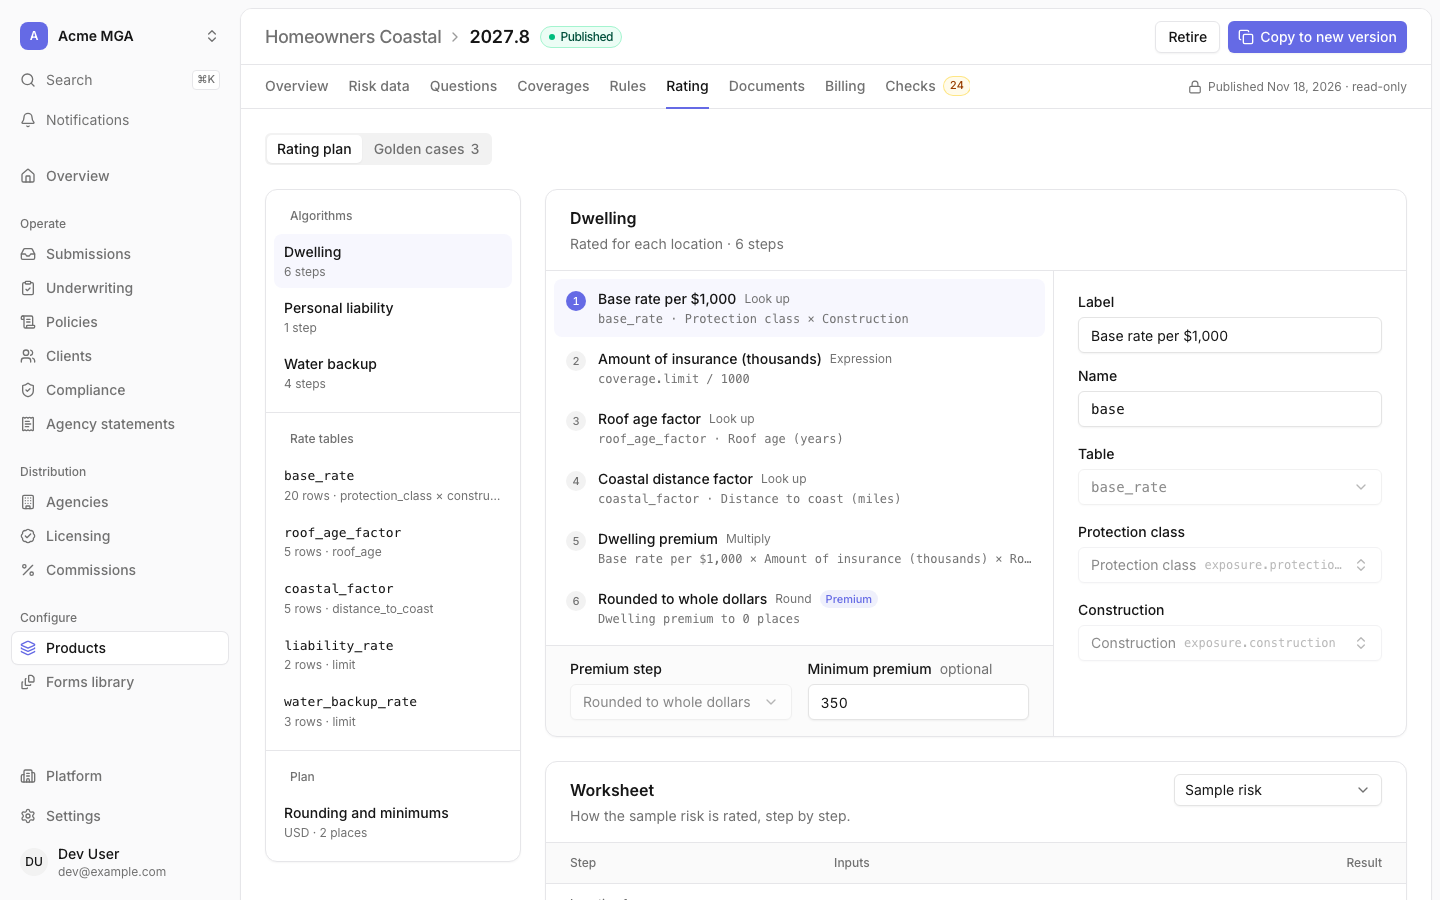 A Acme MGA
Search ⌘K
Notifications
Overview
Operate
Submissions
Underwriting
Policies
Clients
Compliance
Agency statements
Distribution
Agencies
Licensing
Commissions
Configure
Products
Forms library
Platform
Settings
DU Dev User
dev@example.com
Homeowners Coastal › 2027.8 Published
Retire Copy to new version
Overview Risk data Questions Coverages Rules Rating Documents Billing Checks 24
Published Nov 18, 2026 · read-only
Rating plan Golden cases 3
Algorithms
Dwelling
6 steps
Personal liability
1 step
Water backup
4 steps
Rate tables
base_rate
20 rows · protection_class × constru...
roof_age_factor
5 rows · roof_age
coastal_factor
5 rows · distance_to_coast
liability_rate
2 rows · limit
water_backup_rate
3 rows · limit
Plan
Rounding and minimums
USD · 2 places
Dwelling
Rated for each location · 6 steps
1 Base rate per $1,000 Look up
base_rate · Protection class × Construction
2 Amount of insurance (thousands) Expression
coverage.limit / 1000
3 Roof age factor Look up
roof_age_factor · Roof age (years)
4 Coastal distance factor Look up
coastal_factor · Distance to coast (miles)
5 Dwelling premium Multiply
Base rate per $1,000 × Amount of insurance (thousands) × Ro…
6 Rounded to whole dollars Round Premium
Dwelling premium to 0 places
Premium step
Rounded to whole dollars
Minimum premium optional
350
Label
Base rate per $1,000
Name
base
Table
base_rate
Protection class
Protection class exposure.protectio…
Construction
Construction exposure.construction
Worksheet
How the sample risk is rated, step by step.
Sample risk
Step Inputs Result